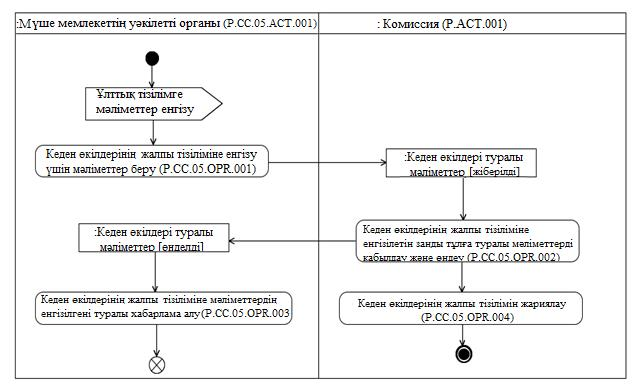 :Мүше мемлекеттің уәкілетті органы (P.CC.05.ACT.001)
: Комиссия (P.ACT.001)
Ұлттық тізілімге
мәліметтер енгізу
Кеден өкілдерінің жалпы тізіліміне енгізу
үшін мәліметтер беру (P.CC.05.OPR.001)
:Кеден өкілдері туралы
мәліметтер [жіберілді]
Кеден өкілдерінің жалпы тізіліміне
енгізілетін заңды тұлға туралы мәліметтерді
қабылдау және өңдеу (P.CC.05.OPR.002)
:Кеден өкілдері туралы
мәліметтер [өңделді]
Кеден өкілдерінің жалпы тізіліміне мәліметтердің
енгізілгені туралы хабарлама алу(P.CC.05.OPR.003
Кеден өкілдерінің жалпы тізілімін жариялау
(P.CC.05.OPR.004)